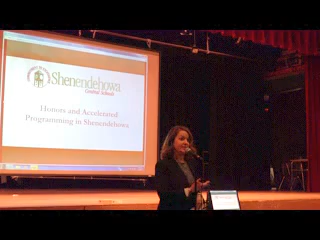 Shenendehowa
Central Schools
Honors and Accelerated
Programming in Shenendehowa